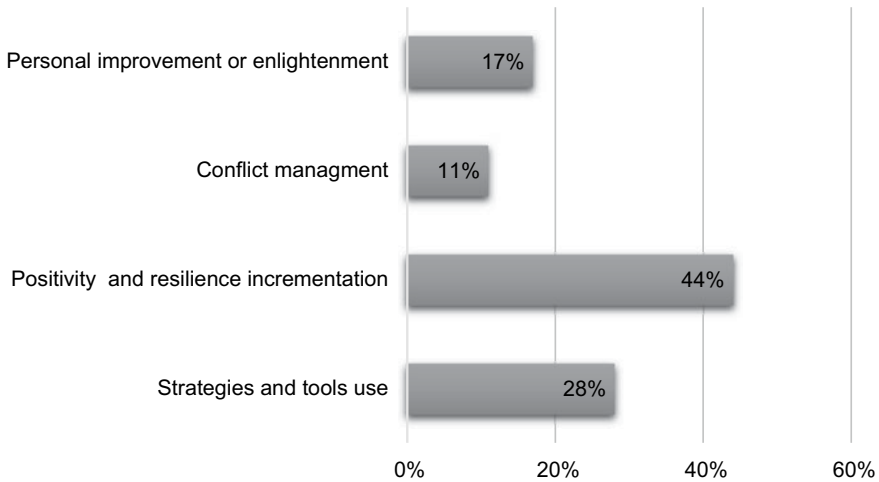 Personal improvement or enlightenment 17%
Conflict managment 11%
Positivity  and resilience incrementation 44%
Strategies and tools use 28%
0% 20% 40% 60%